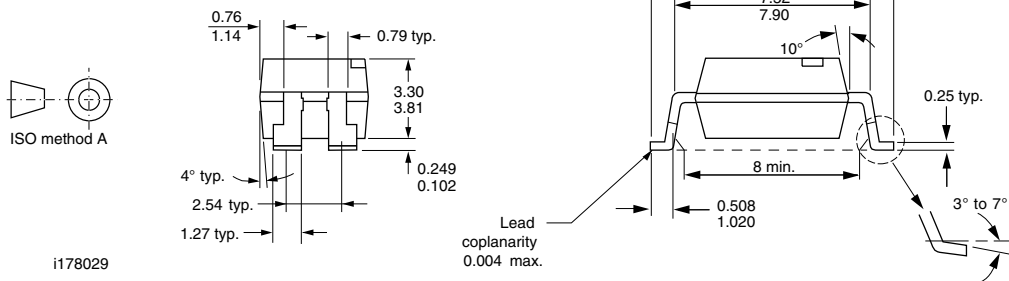 7.90
0.76
1.14
0.79 typ.
10°
3.30
3.81
0.25 typ.
ISO method A
4° typ.
0.249
0.102
8 min.
2.54 typ.
0.508
1.020
3° to 7°
1.27 typ.
Lead
coplanarity
0.004 max.
i178029